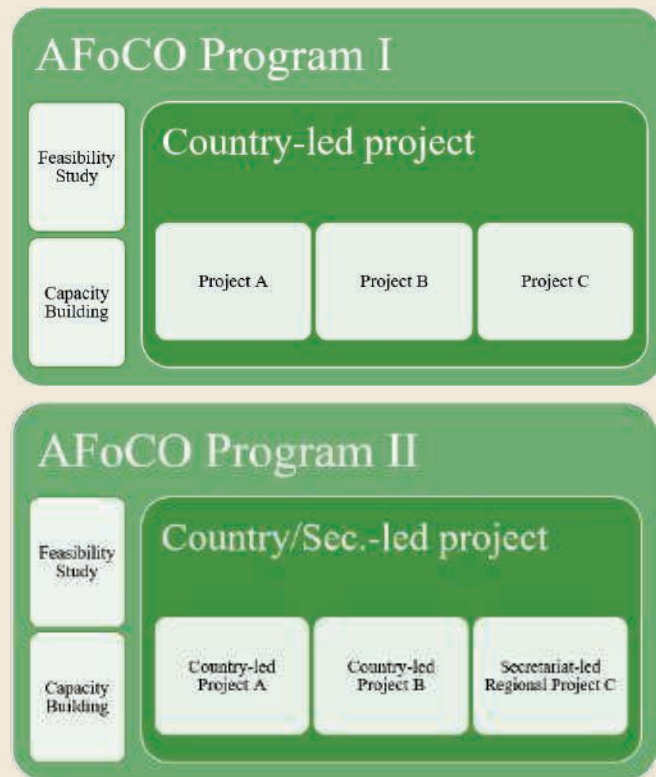 AFoCO Program I
Feasibility
Study
Capacity
Building
Country-led project
Project A
Project B
Project C
AFoCO Program II
Feasibility
Study
Capacity
Building
Country/Sec.-led project
Country-led
Project A
Country-led
Project B
Secretariat-led
Regional Project C